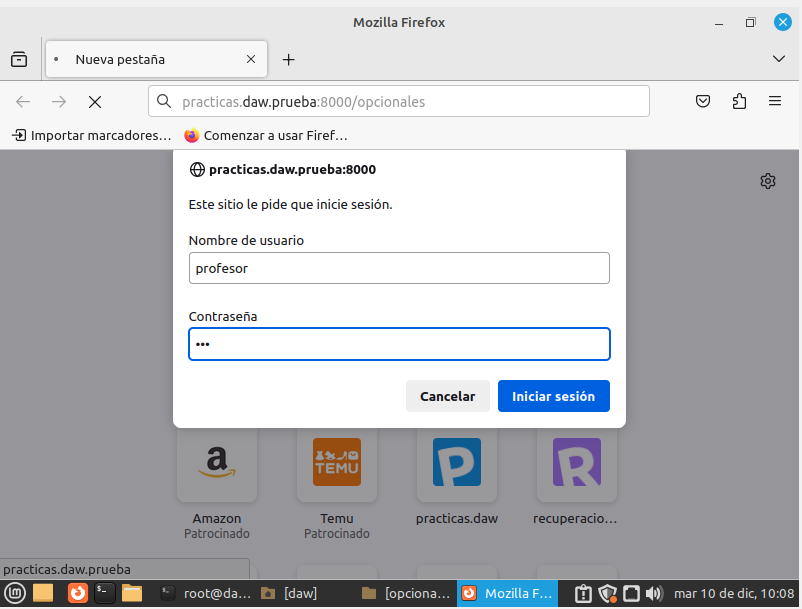 Mozilla Firefox
Nueva pestaña
practicas.daw.prueba:8000/opcionales
Importar marcadores… Comenzar a usar Firef…
practicas.daw.prueba:8000
Este sitio le pide que inicie sesión.
Nombre de usuario
profesor
Contraseña
•••
Cancelar Iniciar sesión
a TEMU P R
Amazon Temu practicas.daw recuperacio…
Patrocinado Patrocinado
practicas.daw.prueba
root@da… [daw] [opciona… Mozilla F… mar 10 de dic, 10:08